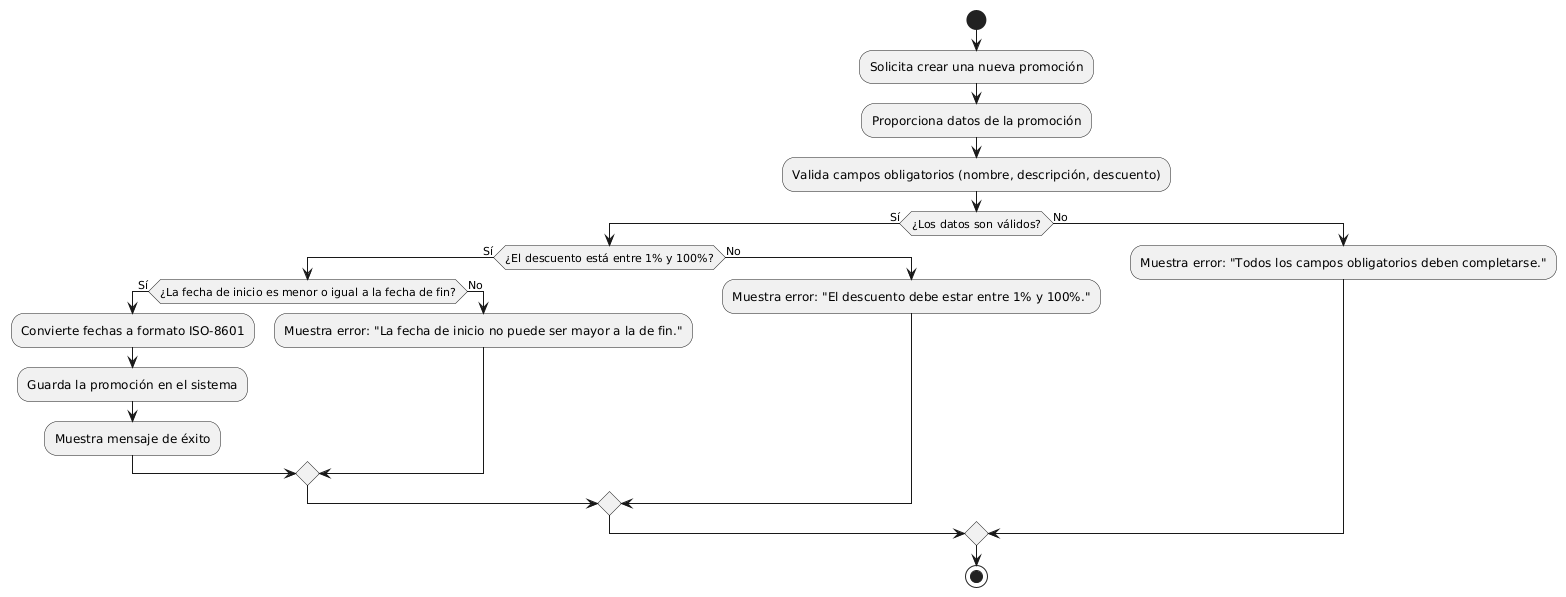 Solicita crear una nueva promoción
Proporciona datos de la promoción
Valida campos obligatorios (nombre, descripción, descuento)
Sí
¿Los datos son válidos?
No
Sí
¿El descuento está entre 1% y 100%?
No
Muestra error: "Todos los campos obligatorios deben completarse."
Sí
¿La fecha de inicio es menor o igual a la fecha de fin?
No
Muestra error: "El descuento debe estar entre 1% y 100%."
Convierte fechas a formato ISO-8601
Muestra error: "La fecha de inicio no puede ser mayor a la de fin."
Guarda la promoción en el sistema
Muestra mensaje de éxito